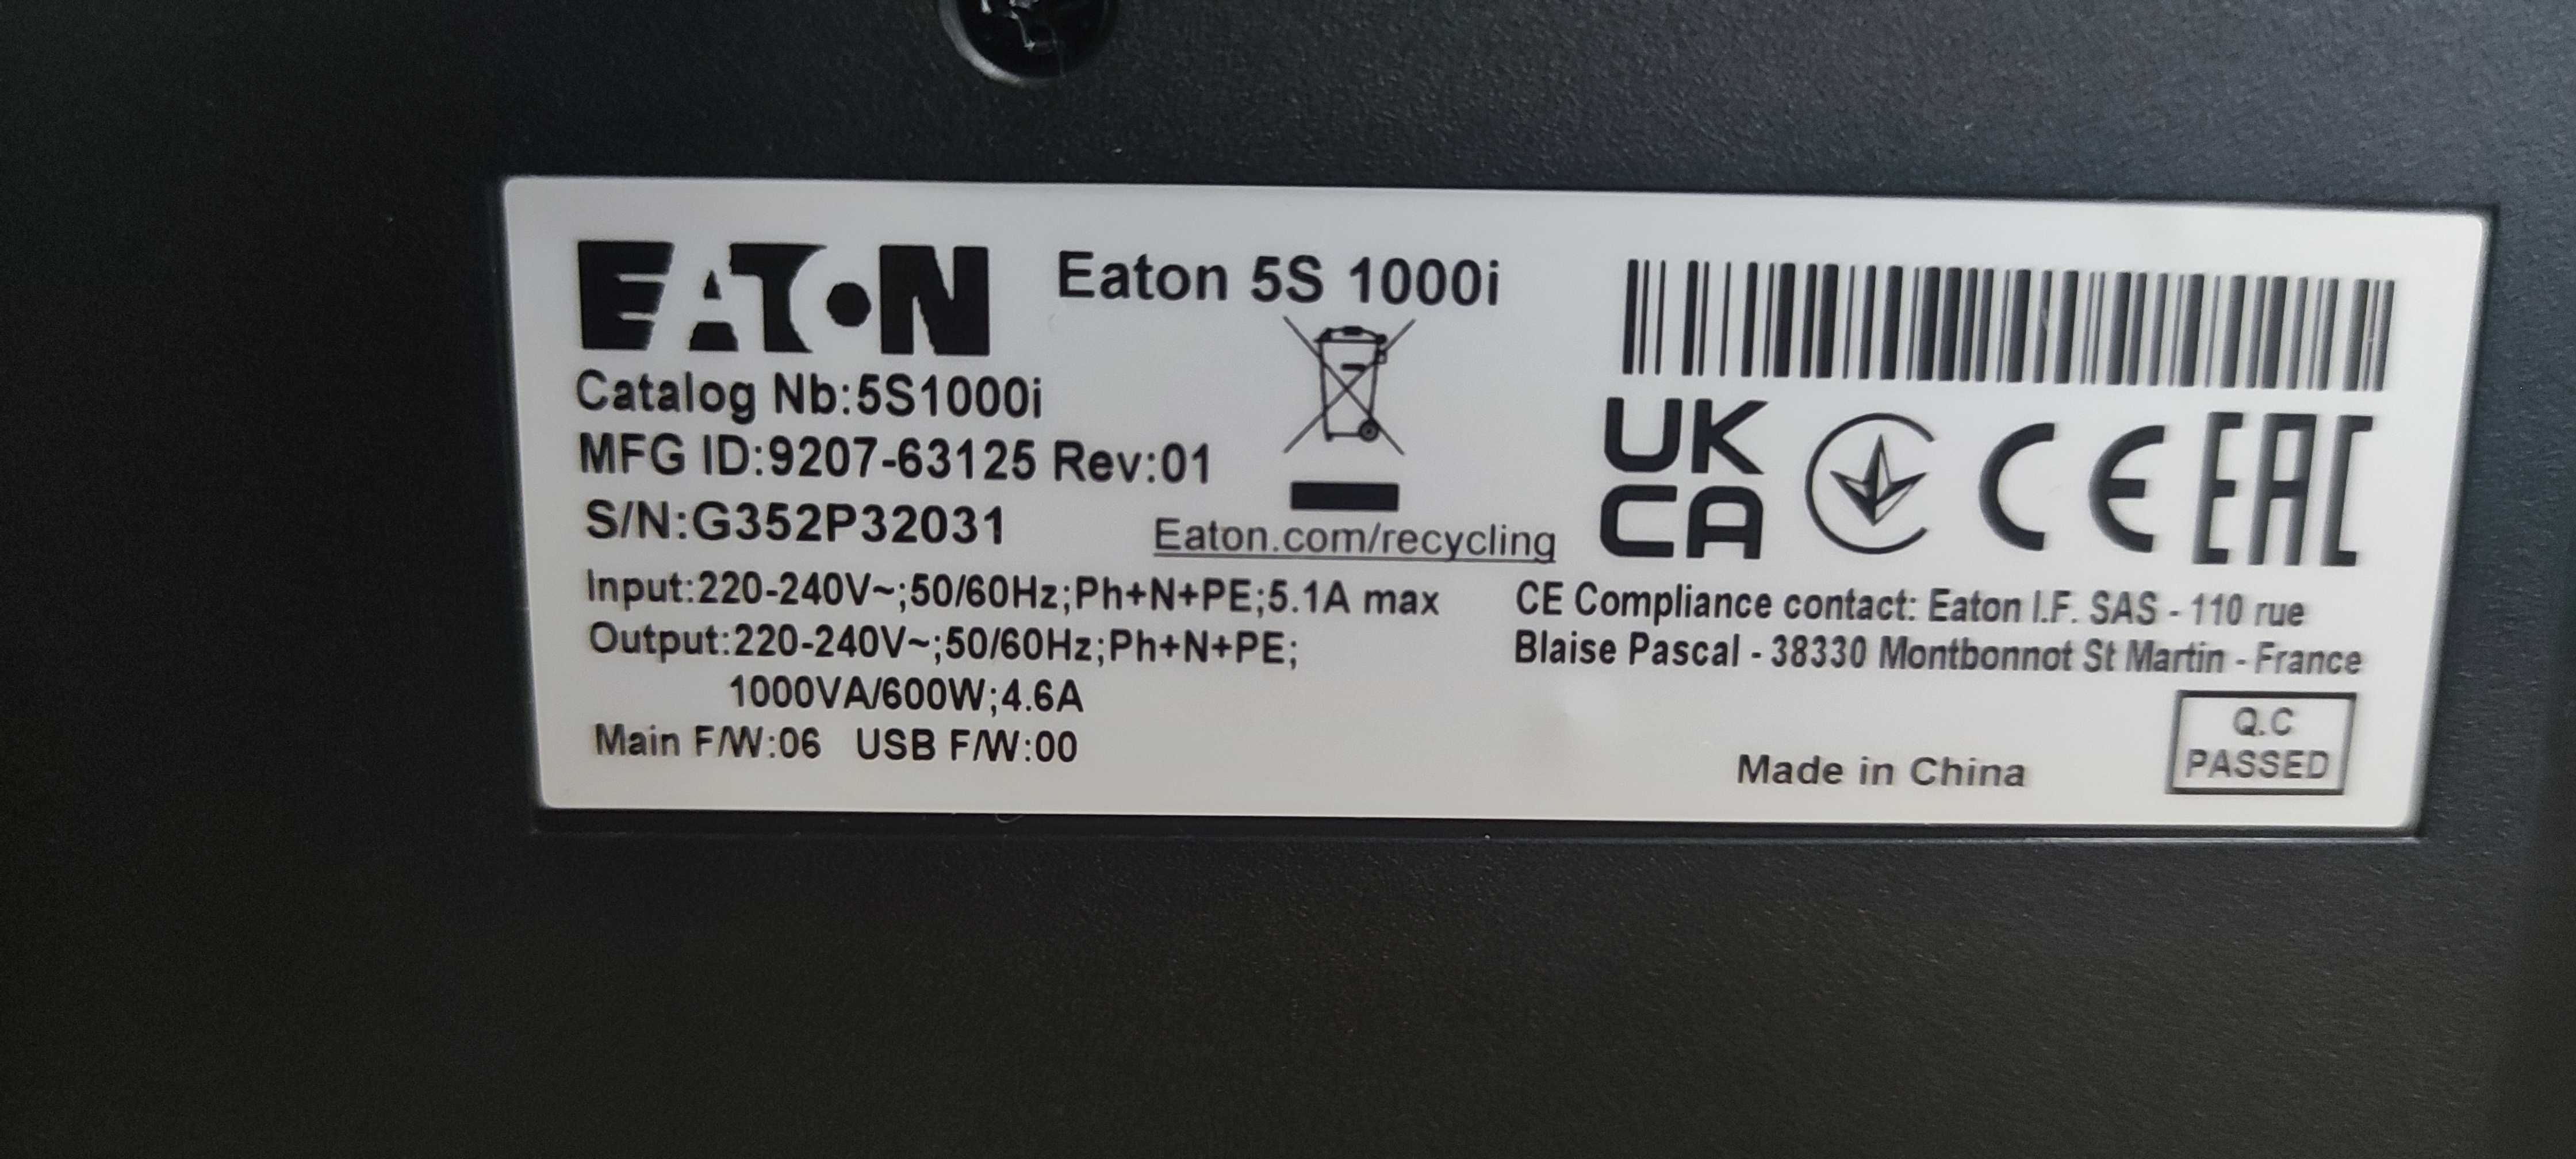 EATON
Eaton 5S 1000i
Catalog Nb:5S1000i
MFG ID:9207-63125 Rev:01
S/N:G352P32031
Eaton.com/recycling
Input:220-240V~;50/60Hz;Ph+N+PE;5.1A max
Output:220-240V~;50/60Hz;Ph+N+PE;
1000VA/600W;4.6A
Main F/W:06 USB F/W:00
UK
CA
CE
EAC
CE Compliance contact: Eaton I.F. SAS - 110 rue
Blaise Pascal - 38330 Montbonnot St Martin - France
Made in China
Q.C
PASSED